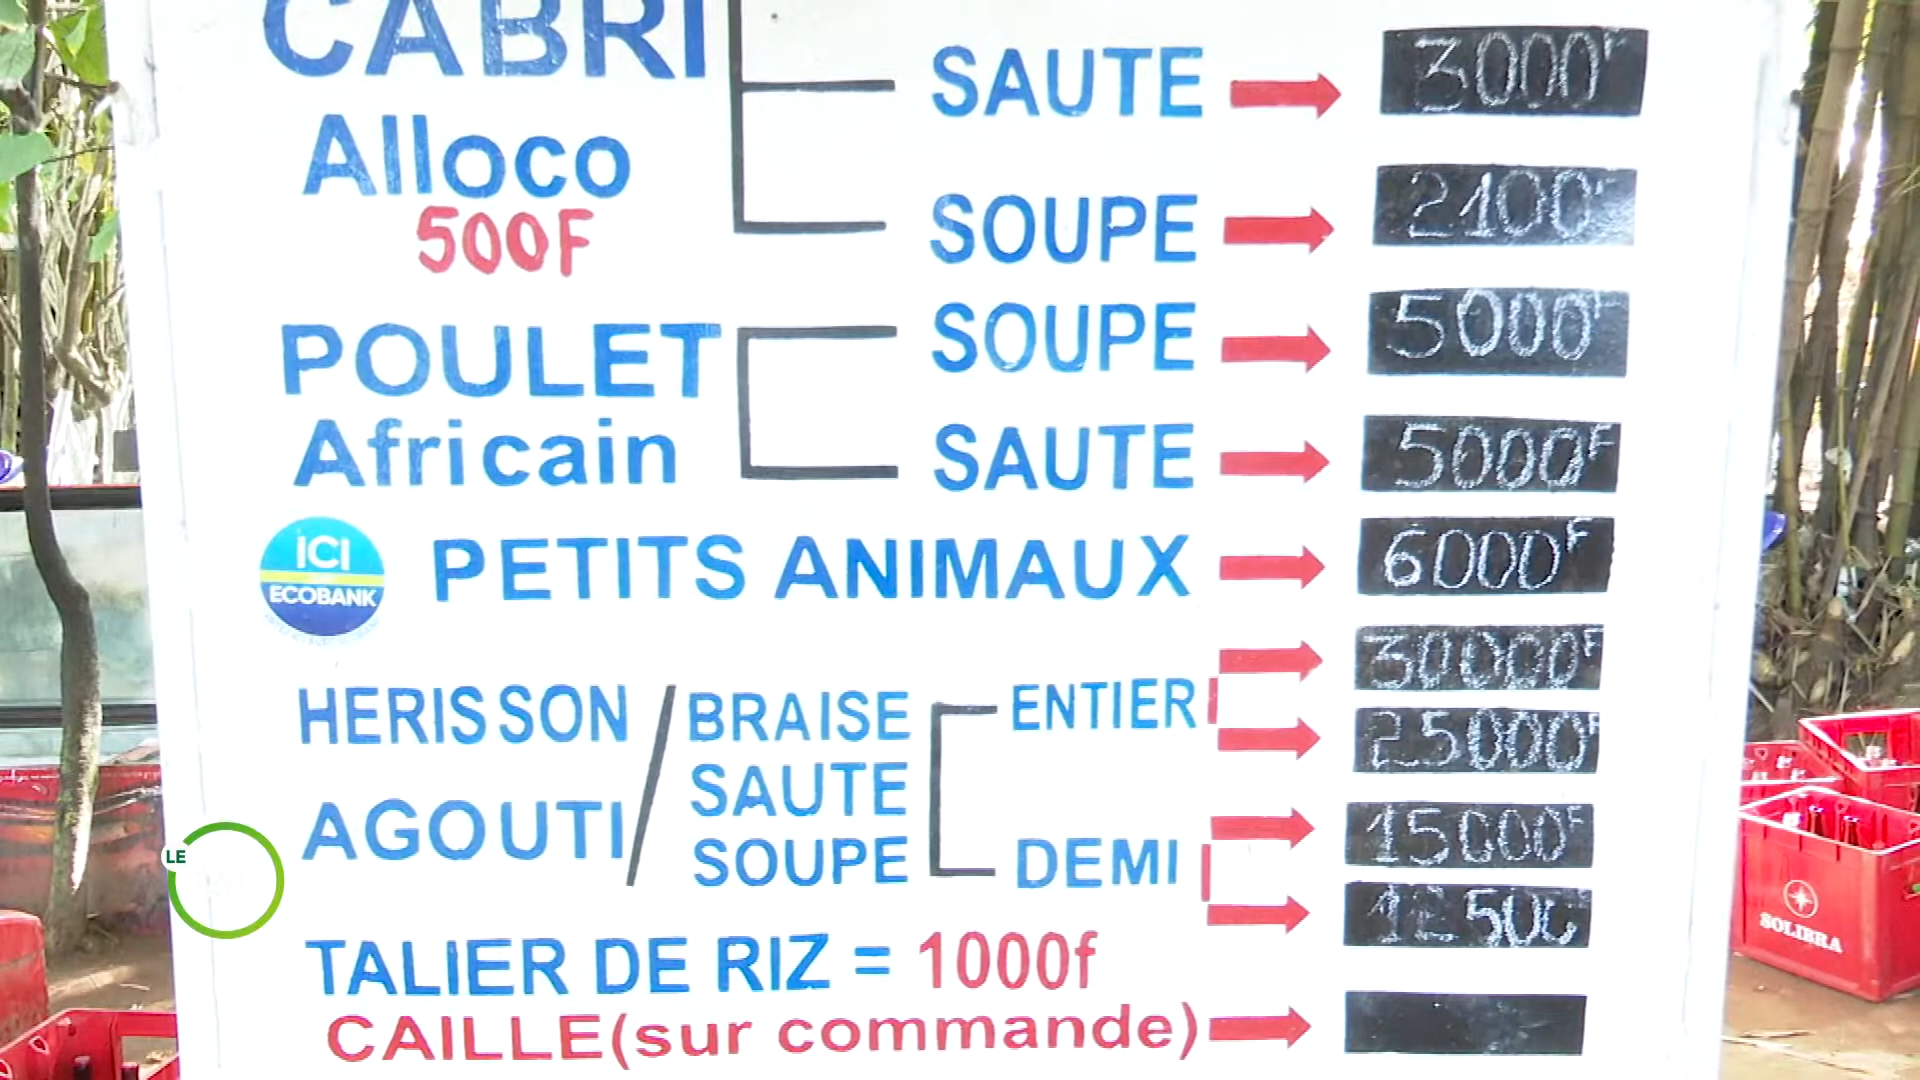 CABRI
SAUTE 3000F
Alloco
500F
SOUPE 2100F
POULET SOUPE 5000F
Africain SAUTE 5000F
ICI
ECOBANK
PETITS ANIMAUX 6000F
30000F
HERISSON / BRAISE ENTIER
25000F
SAUTE
AGOUTI 15000F
SOUPE DEMI
TALIER DE RIZ = 1000f
CAILLE(sur commande)
LE
SOLIBRA